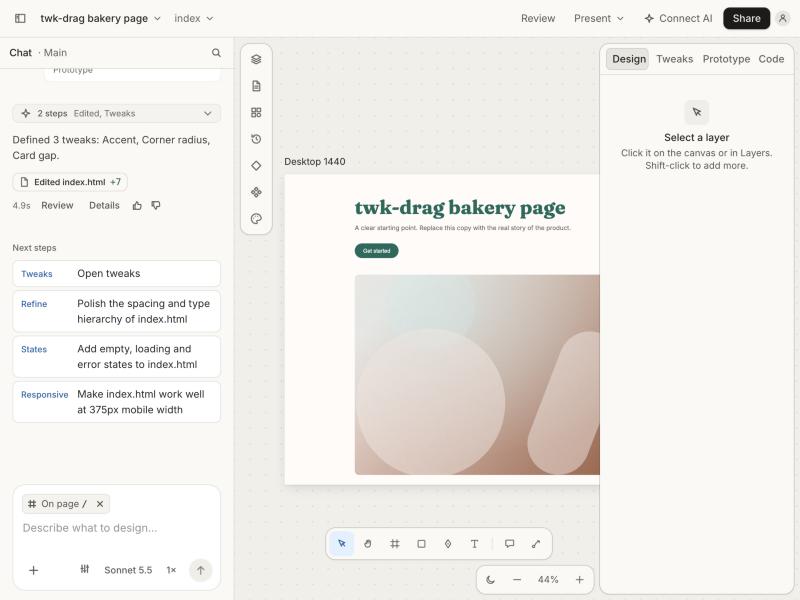 twk-drag bakery page
index
Review
Present
Connect AI
Share
Chat · Main
Prototype
2 steps Edited, Tweaks
Defined 3 tweaks: Accent, Corner radius,
Card gap.
Edited index.html +7
4.9s Review Details
Next steps
Tweaks Open tweaks
Refine Polish the spacing and type
hierarchy of index.html
States Add empty, loading and
error states to index.html
Responsive Make index.html work well
at 375px mobile width
On page /
Describe what to design...
Sonnet 5.5 1×
Desktop 1440
twk-drag bakery page
A clear starting point. Replace this copy with the real story of the product.
Get started
44%
Design Tweaks Prototype Code
Select a layer
Click it on the canvas or in Layers.
Shift-click to add more.